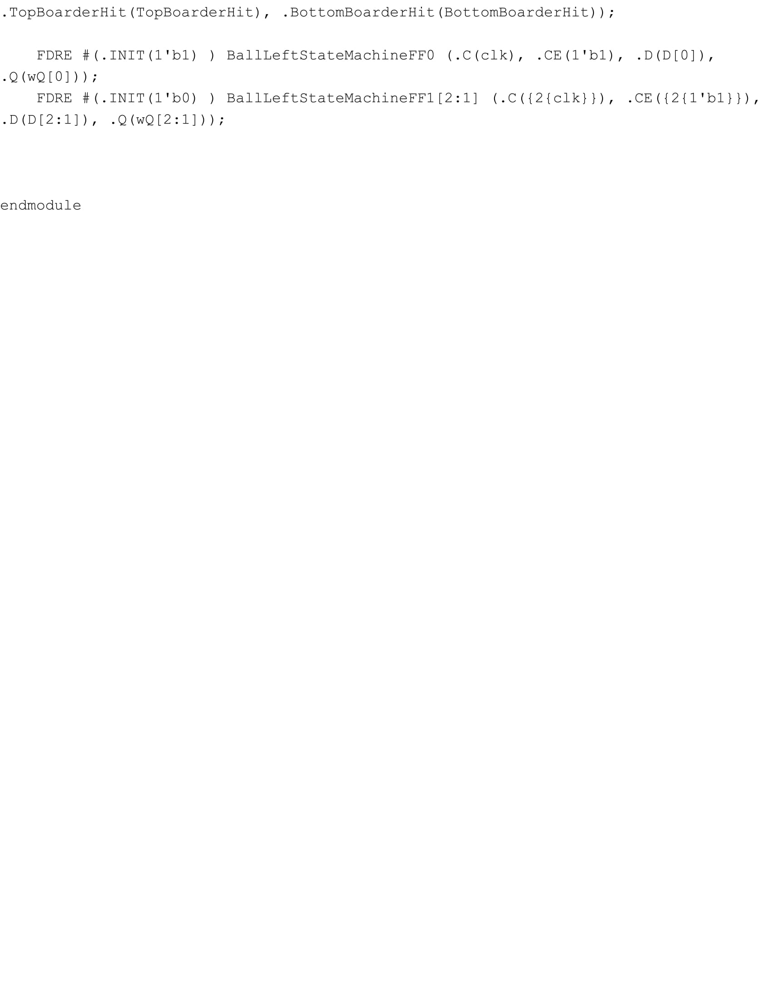 .TopBoarderHit(TopBoarderHit), .BottomBoarderHit(BottomBoarderHit));
FDRE #(.INIT(1'b1) ) BallLeftStateMachineFF0 (.C(clk), .CE(1'b1), .D(D[0]),
.Q(wQ[0]));
FDRE #(.INIT(1'b0) ) BallLeftStateMachineFF1[2:1] (.C({2{clk}}), .CE({2{1'b1}}),
.D(D[2:1]), .Q(wQ[2:1]));
endmodule